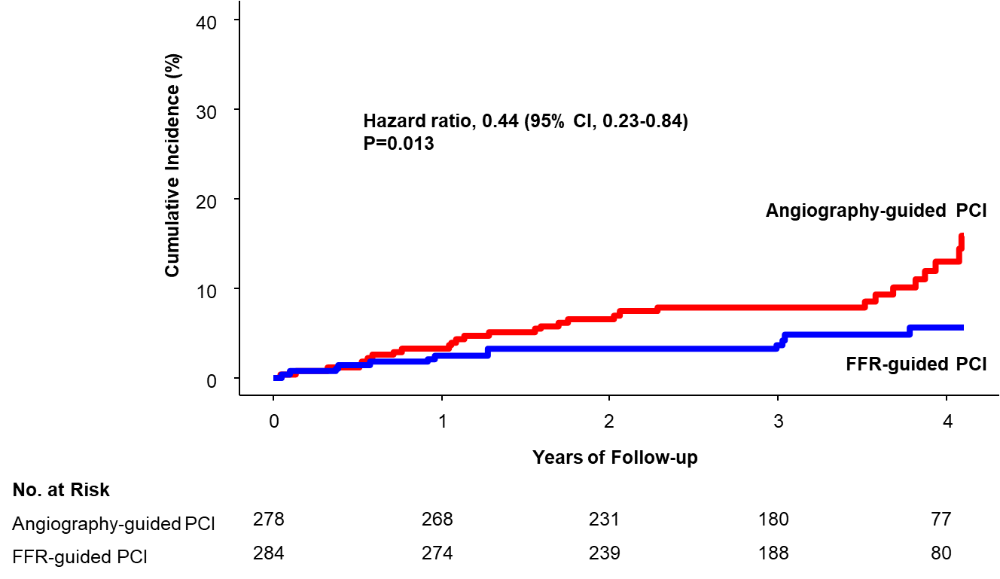 40
30
20
10
0
Cumulative Incidence (%)
Hazard ratio, 0.44 (95% CI, 0.23-0.84)
P=0.013
Angiography-guided PCI
FFR-guided PCI
0 1 2 3 4
Years of Follow-up
No. at Risk
Angiography-guided PCI 278 268 231 180 77
FFR-guided PCI 284 274 239 188 80